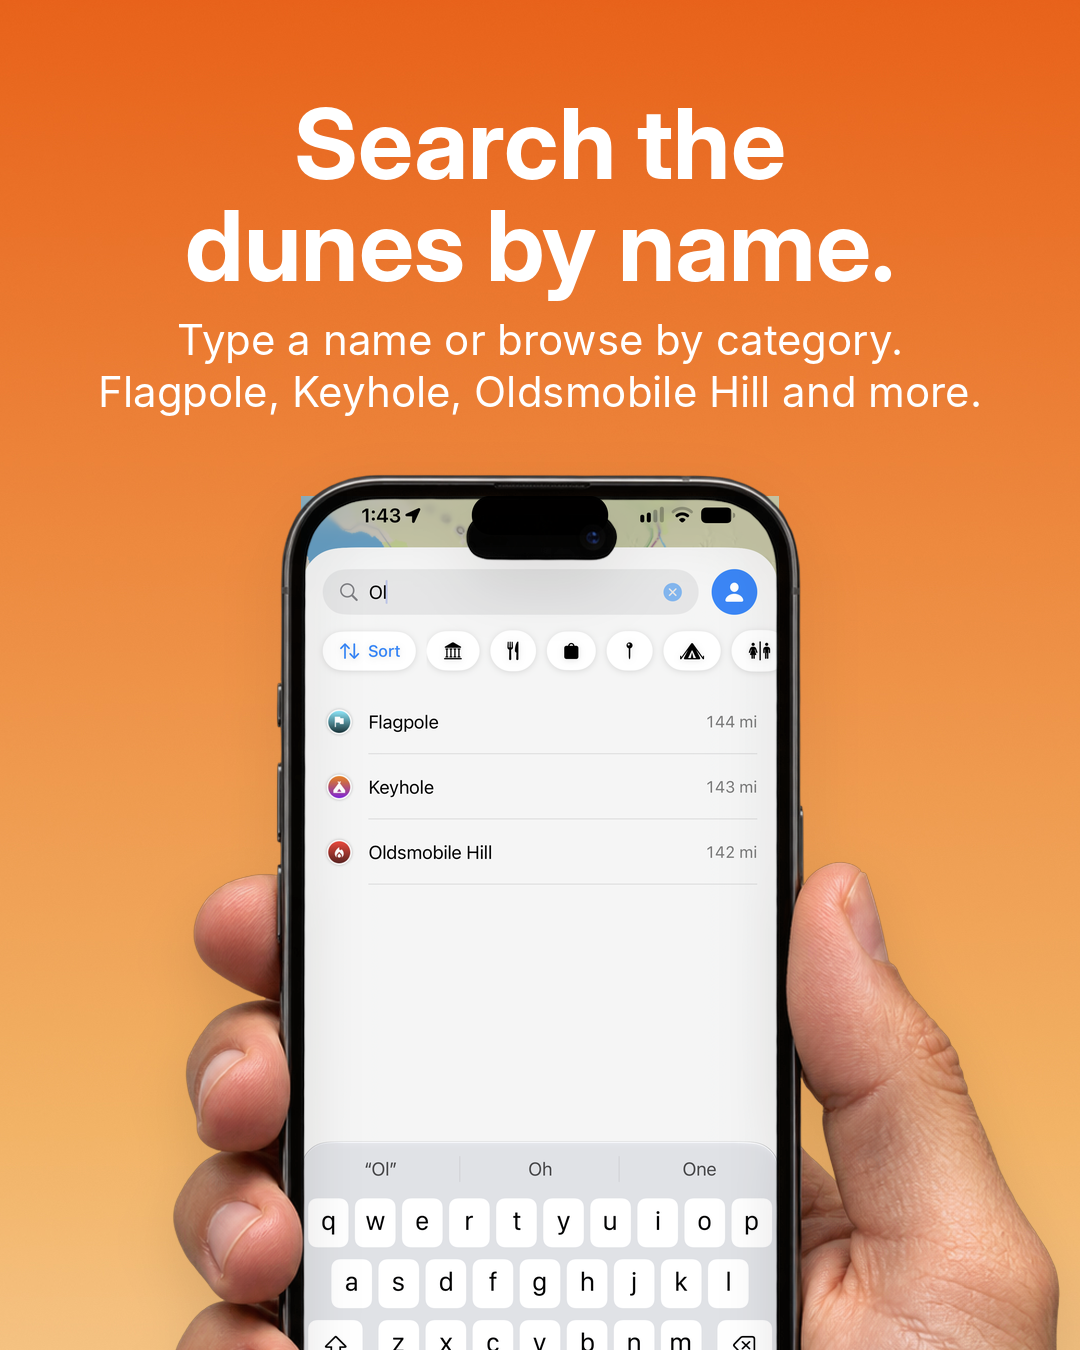 Search the
dunes by name.
Type a name or browse by category.
Flagpole, Keyhole, Oldsmobile Hill and more.
1:43
Ol
Sort
Flagpole 144 mi
Keyhole 143 mi
Oldsmobile Hill 142 mi
“Ol” Oh One
q w e r t y u i o p
a s d f g h j k l
z x c v b n m